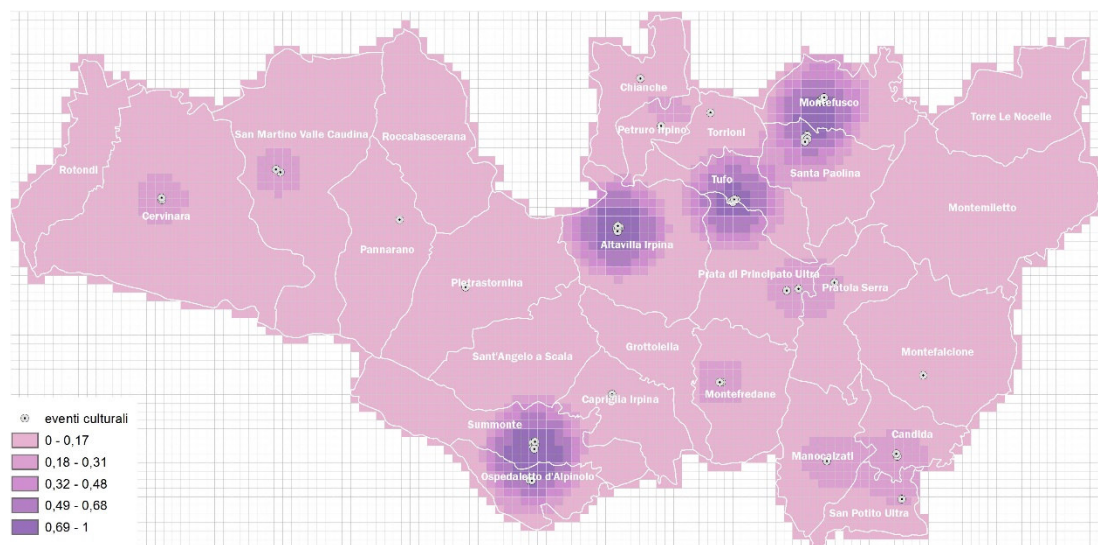 Chianche
Montefusco
Petruro Irpino
Torrioni
Torre Le Nocelle
San Martino Valle Caudina
Roccabascerana
Rotondi
Santa Paolina
Tufo
Cervinara
Montemiletto
Altavilla Irpina
Pannarano
Prata di Principato Ultra
Pietrastornina
Pratola Serra
Grottolella
Sant'Angelo a Scala
Montefalcione
Montefredane
Capriglia Irpina
Summonte
Candida
Manocalzati
Ospedaletto d'Alpinolo
San Potito Ultra
eventi culturali
0 - 0,17
0,18 - 0,31
0,32 - 0,48
0,49 - 0,68
0,69 - 1